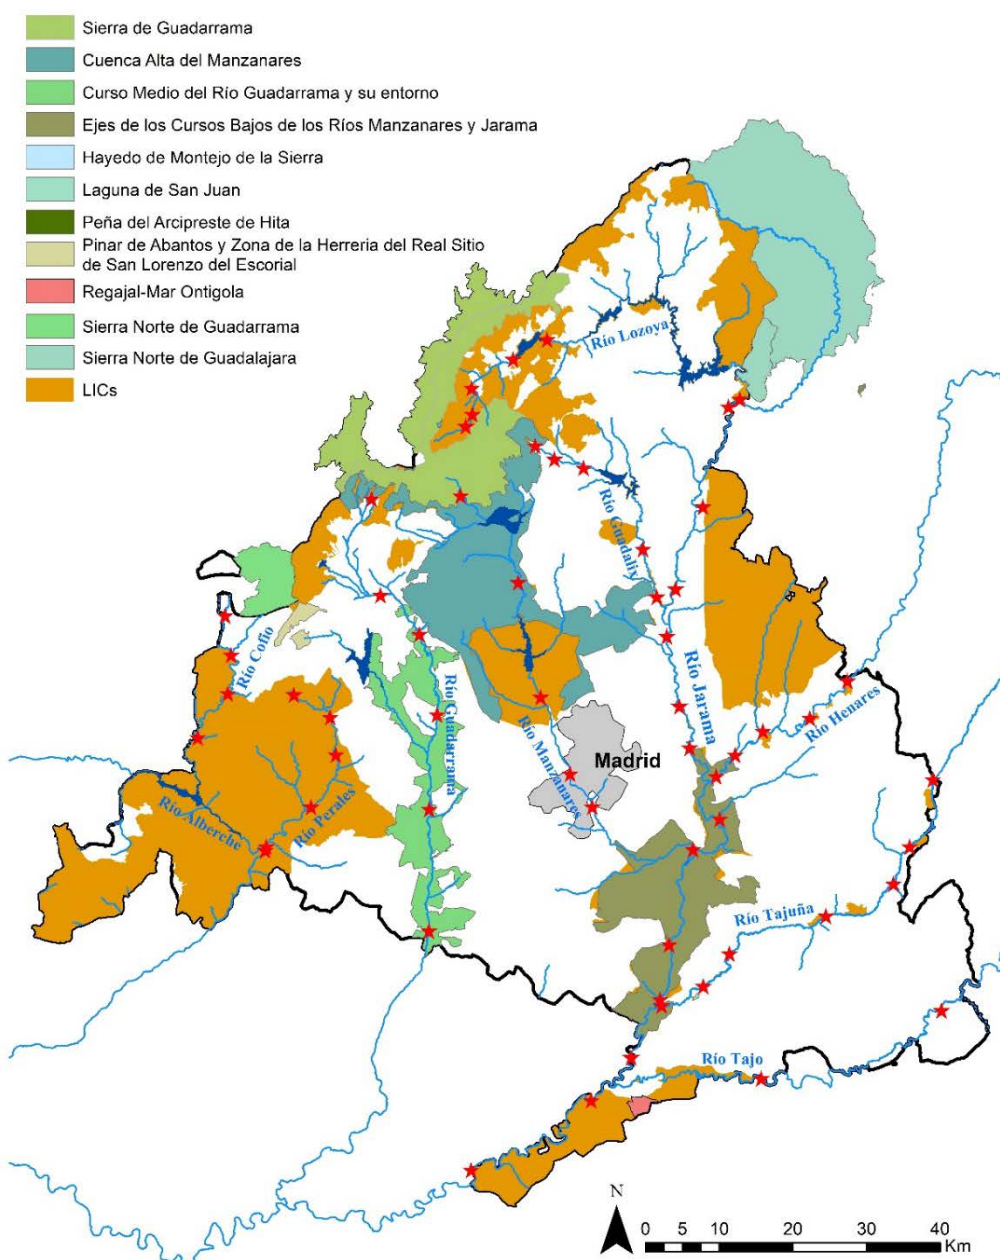 Sierra de Guadarrama
Cuenca Alta del Manzanares
Curso Medio del Río Guadarrama y su entorno
Ejes de los Cursos Bajos de los Ríos Manzanares y Jarama
Hayedo de Montejo de la Sierra
Laguna de San Juan
Peña del Arcipreste de Hita
Pinar de Abantos y Zona de la Herreria del Real Sitio
de San Lorenzo del Escorial
Regajal-Mar Ontigola
Sierra Norte de Guadarrama
Sierra Norte de Guadalajara
LICs
Río Lozoya
Río Guadalix
Río Cofio
Río Guadarrama
Río Jarama
Río Henares
Río Manzanares
Madrid
Río Alberche
Río Perales
Río Tajuña
Río Tajo
N
0 5 10 20 30 40
Km